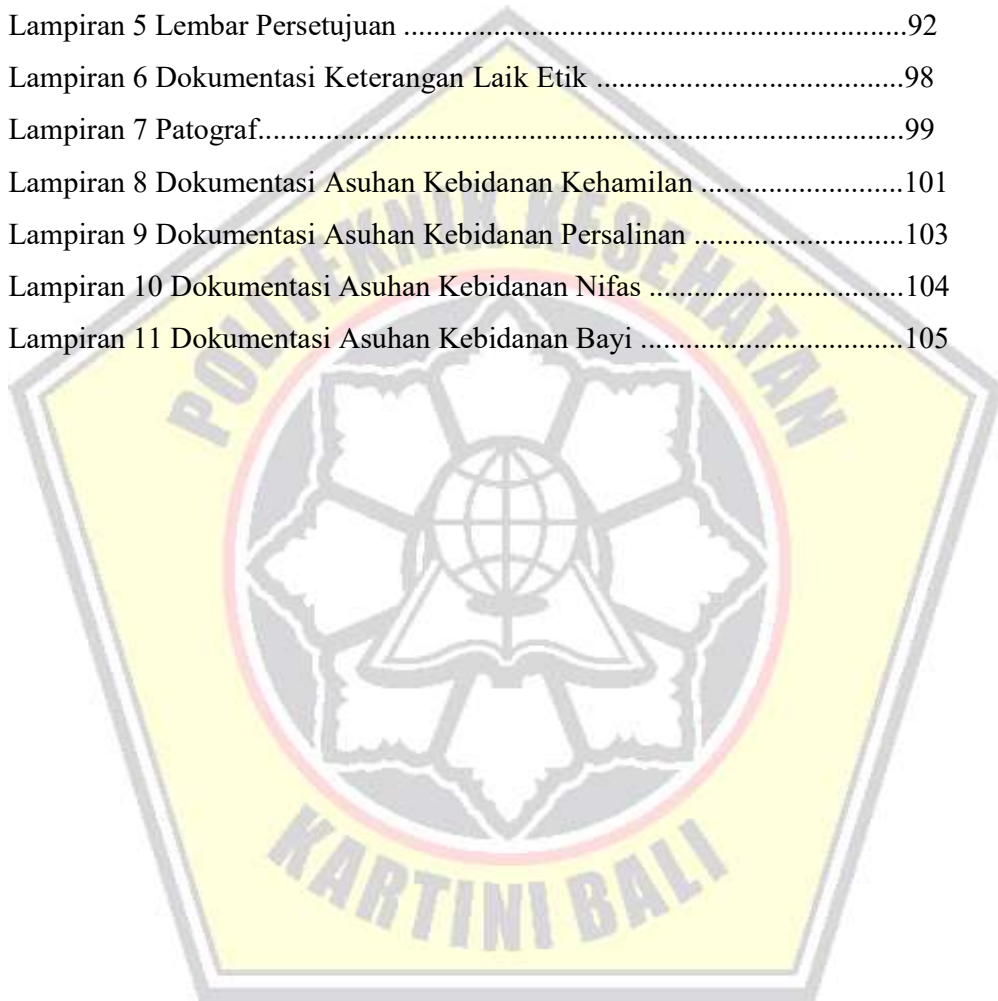 Lampiran 5 Lembar Persetujuan ................................................................92
Lampiran 6 Dokumentasi Keterangan Laik Etik .......................................98
Lampiran 7 Patograf..................................................................................99
Lampiran 8 Dokumentasi Asuhan Kebidanan Kehamilan ..........................101
Lampiran 9 Dokumentasi Asuhan Kebidanan Persalinan ...........................103
Lampiran 10 Dokumentasi Asuhan Kebidanan Nifas ................................104
Lampiran 11 Dokumentasi Asuhan Kebidanan Bayi .................................105
POLITEKNIK KESEHATAN
KARTINI BALI